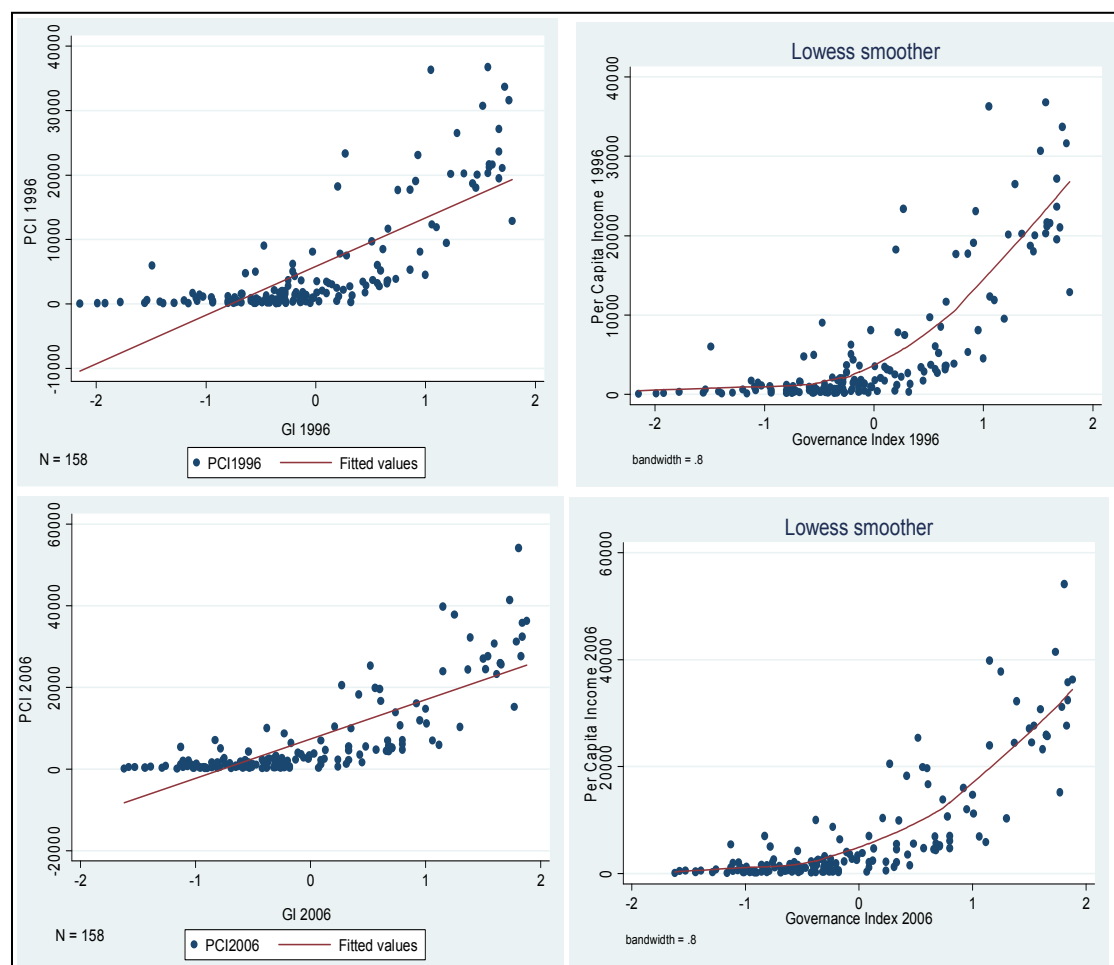 PCI 1996
40000
30000
20000
10000
0
-10000
-2
-1
0
1
2
GI 1996
N = 158
PCI1996
Fitted values
Lowess smoother
Per Capita Income 1996
40000
30000
20000
10000
0
-2
-1
0
1
2
Governance Index 1996
bandwidth = .8
PCI 2006
60000
40000
20000
0
-20000
-2
-1
0
1
2
GI 2006
N = 158
PCI2006
Fitted values
Lowess smoother
Per Capita Income 2006
60000
40000
20000
0
-2
-1
0
1
2
Governance Index 2006
bandwidth = .8